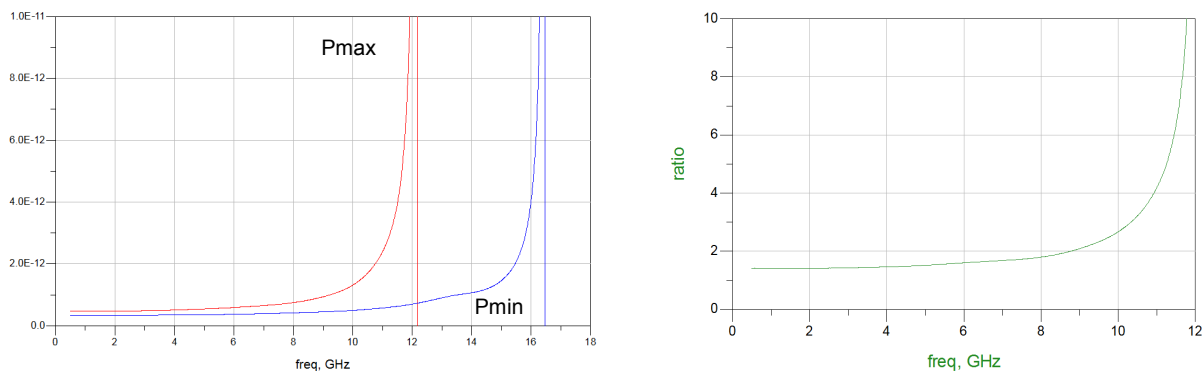 1.0E-11
8.0E-12
6.0E-12
4.0E-12
2.0E-12
0.0
Pmax
Pmin
0 2 4 6 8 10 12 14 16 18
freq, GHz
10
8
6
4
2
0
ratio
0 2 4 6 8 10 12
freq, GHz